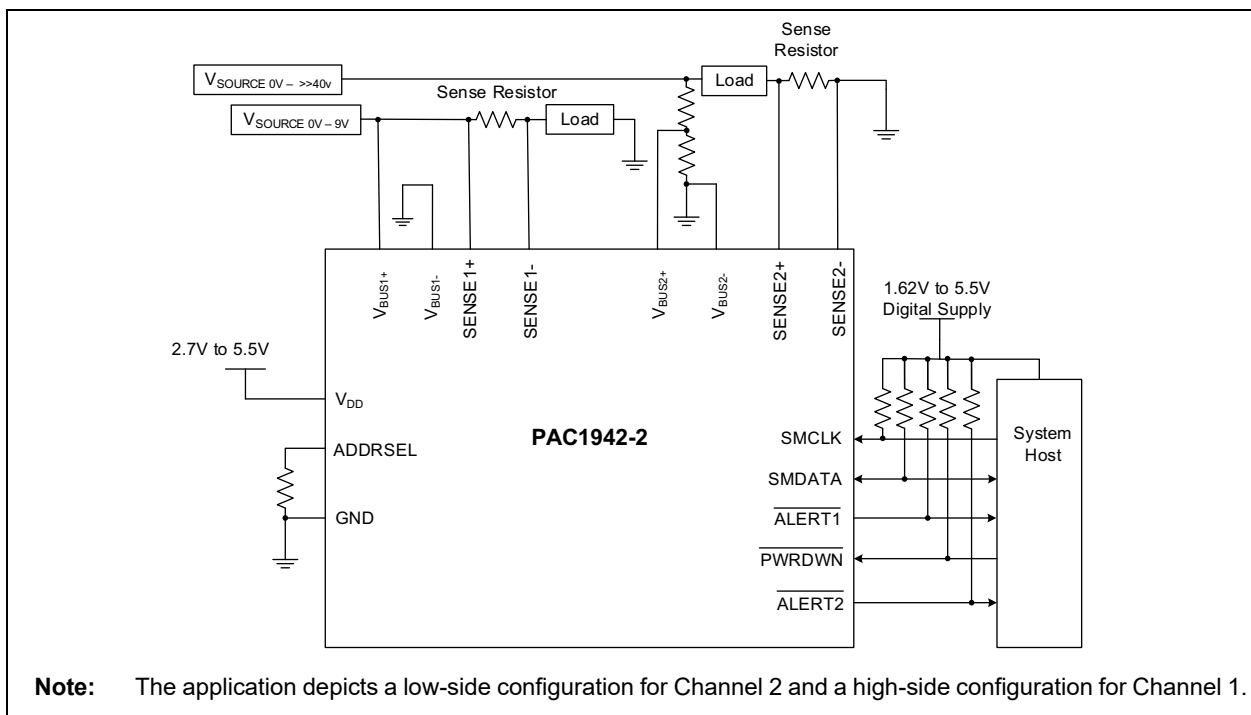 Sense
Resistor
VSOURCE 0V – >>40v
Load
Sense Resistor
VSOURCE 0V – 9V
Load
VBUS1+
VBUS1-
SENSE1+
SENSE1-
VBUS2+
VBUS2-
SENSE2+
SENSE2-
1.62V to 5.5V
Digital Supply
2.7V to 5.5V
VDD
ADDRSEL
GND
PAC1942-2
SMCLK
SMDATA
ALERT1
PWRDWN
ALERT2
System
Host
Note: The application depicts a low-side configuration for Channel 2 and a high-side configuration for Channel 1.